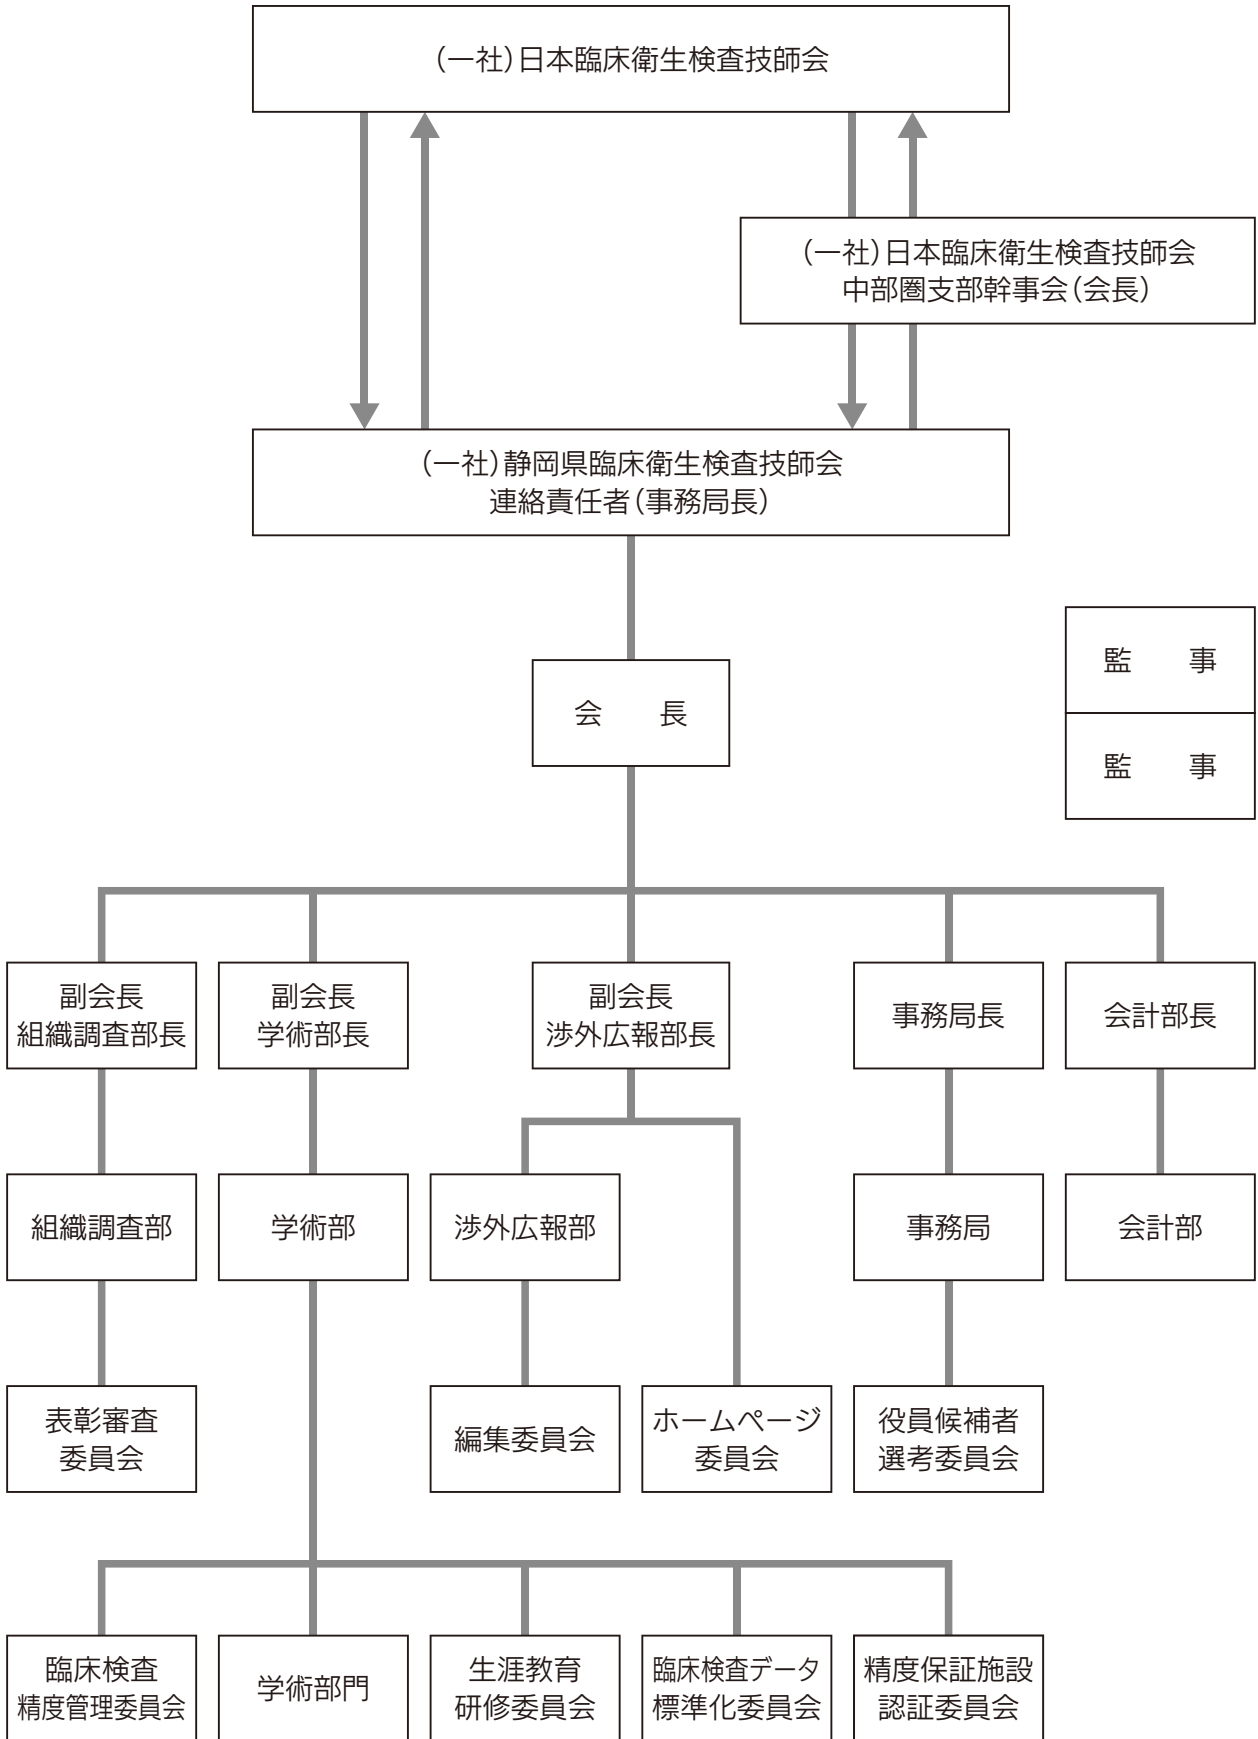 （一社）日本臨床衛生検査技師会
（一社）日本臨床衛生検査技師会
中部圏支部幹事会（会長）
（一社）静岡県臨床衛生検査技師会
連絡責任者（事務局長）
会　　長
監　　事
監　　事
副会長
組織調査部長
副会長
学術部長
副会長
渉外広報部長
事務局長
会計部長
組織調査部
学術部
渉外広報部
事務局
会計部
表彰審査
委員会
編集委員会
ホームページ
委員会
役員候補者
選考委員会
臨床検査
精度管理委員会
学術部門
生涯教育
研修委員会
臨床検査データ
標準化委員会
精度保証施設
認証委員会